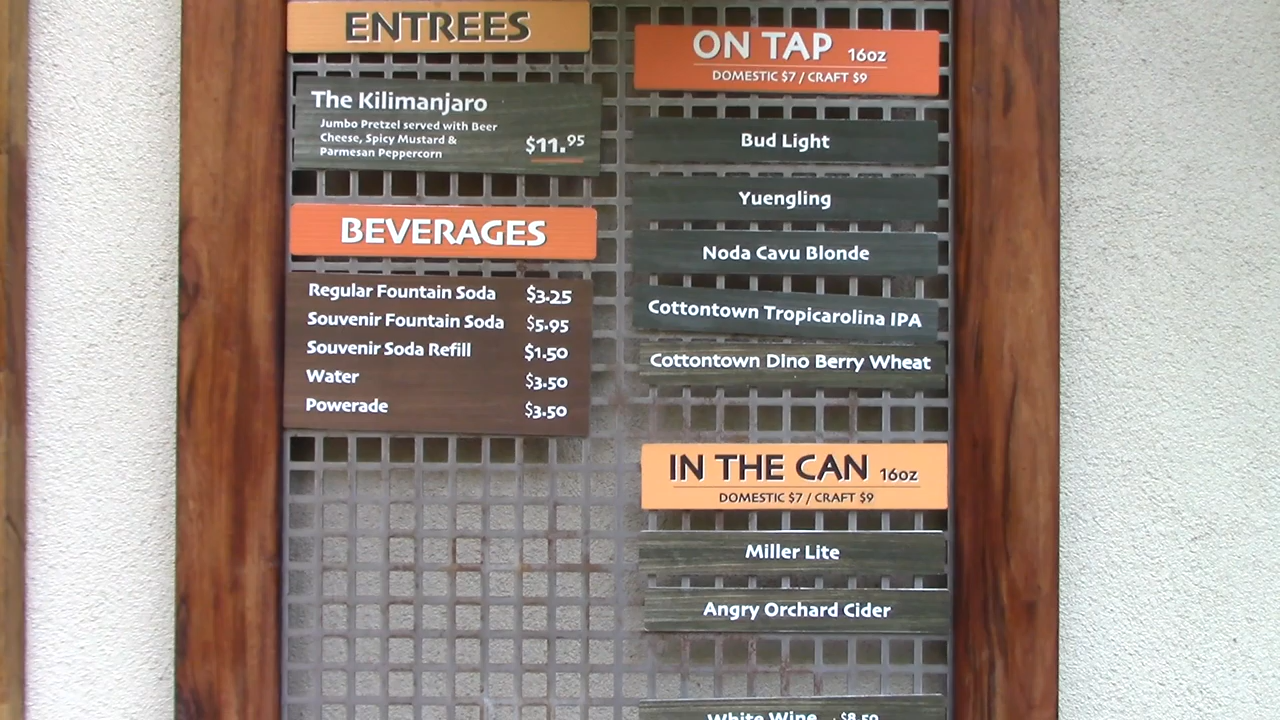 ENTREES
The Kilimanjaro
Jumbo Pretzel served with Beer
Cheese, Spicy Mustard &
Parmesan Peppercorn
$11.95
BEVERAGES
Regular Fountain Soda $3.25
Souvenir Fountain Soda $5.95
Souvenir Soda Refill $1.50
Water $3.50
Powerade $3.50
ON TAP 16oz
DOMESTIC $7 / CRAFT $9
Bud Light
Yuengling
Noda Cavu Blonde
Cottontown Tropicarolina IPA
Cottontown Dino Berry Wheat
IN THE CAN 16oz
DOMESTIC $7 / CRAFT $9
Miller Lite
Angry Orchard Cider
White Wine $8.50